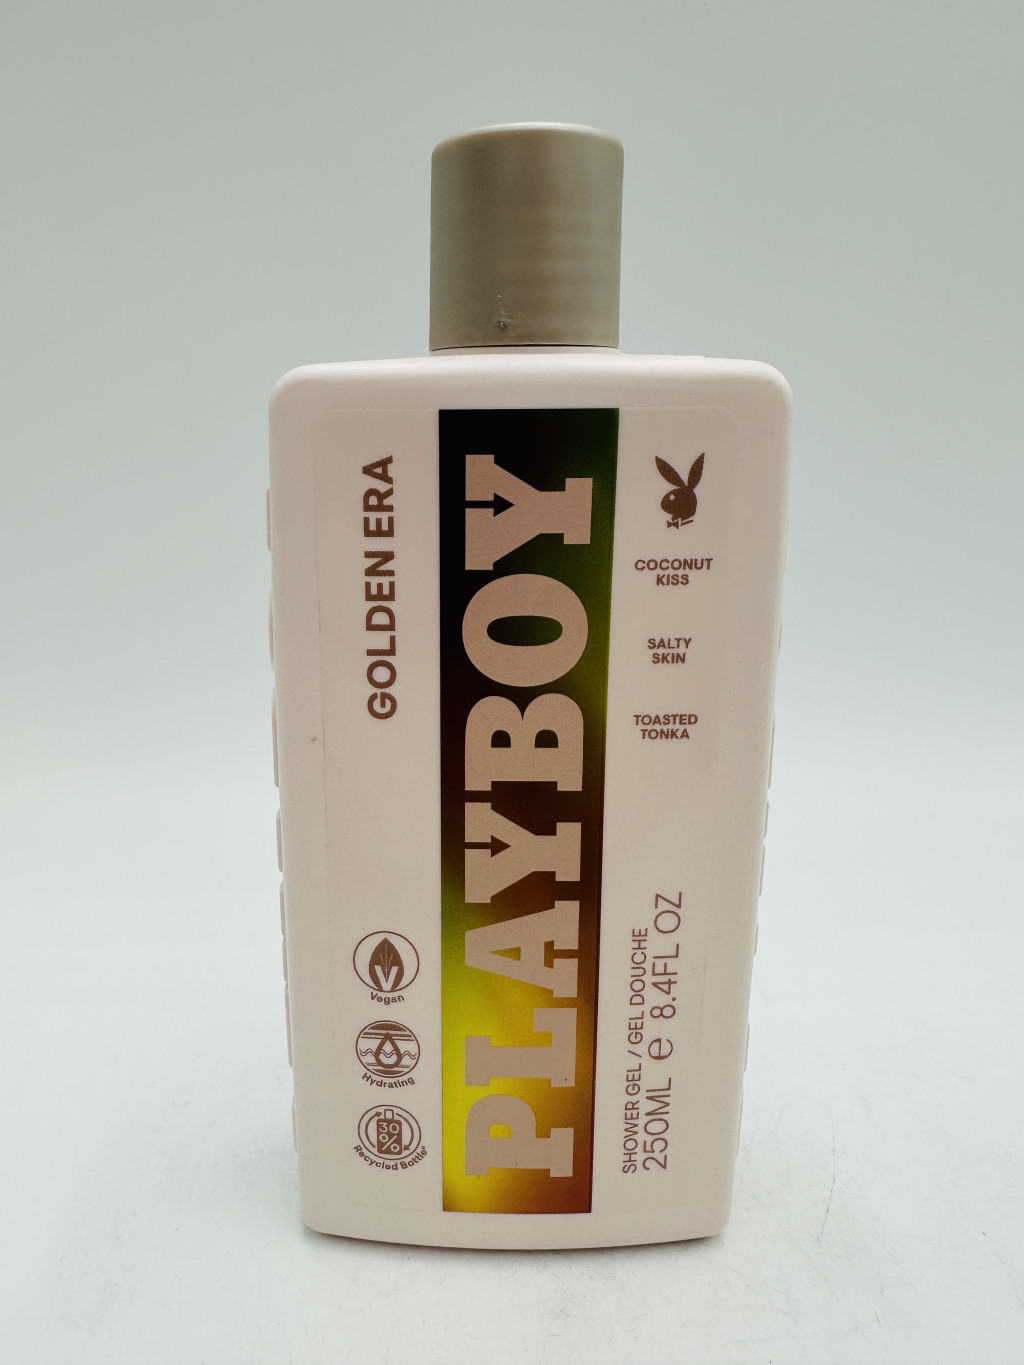 GOLDEN ERA
PLAYBOY
COCONUT
KISS
SALTY
SKIN
TOASTED
TONKA
Vegan
Hydrating
30
%
Recycled Bottle*
SHOWER GEL / GEL DOUCHE
250ML e 8.4FL OZ